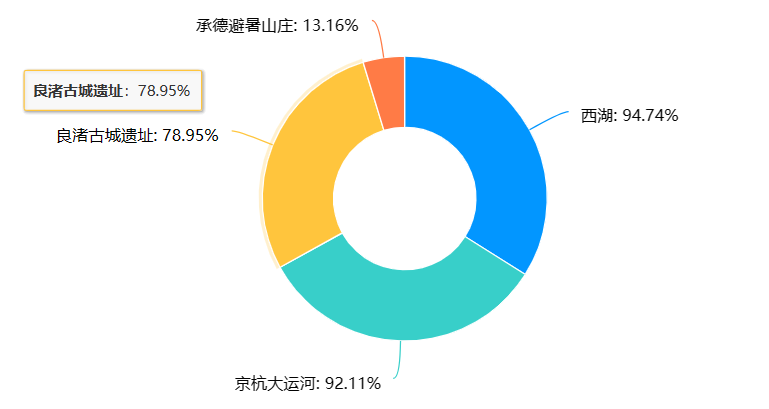 承德避暑山庄: 13.16%
良渚古城遗址：78.95%
西湖: 94.74%
良渚古城遗址: 78.95%
京杭大运河: 92.11%